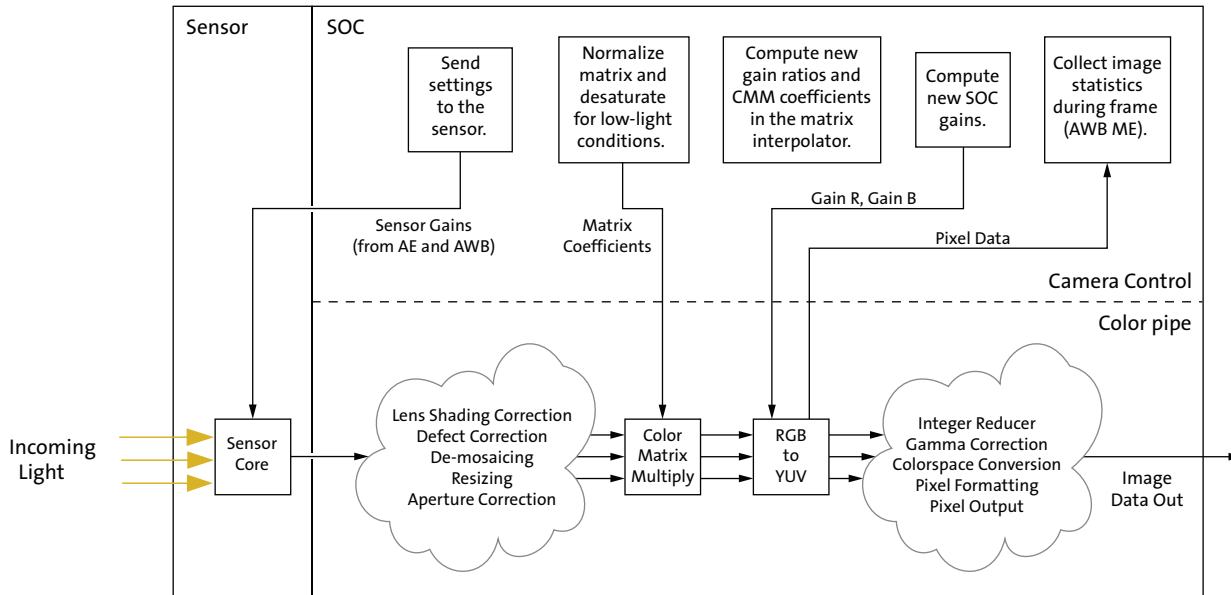 Sensor
SOC
Send
settings
to the
sensor.
Normalize
matrix and
desaturate
for low-light
conditions.
Compute new
gain ratios and
CMM coefficients
in the matrix
interpolator.
Compute
new SOC
gains.
Collect image
statistics
during frame
(AWB ME).
Sensor Gains
(from AE and AWB)
Matrix
Coefficients
Gain R, Gain B
Pixel Data
Camera Control
Color pipe
Incoming
Light
Sensor
Core
Lens Shading Correction
Defect Correction
De-mosaicing
Resizing
Aperture Correction
Color
Matrix
Multiply
RGB
to
YUV
Integer Reducer
Gamma Correction
Colorspace Conversion
Pixel Formatting
Pixel Output
Image
Data Out